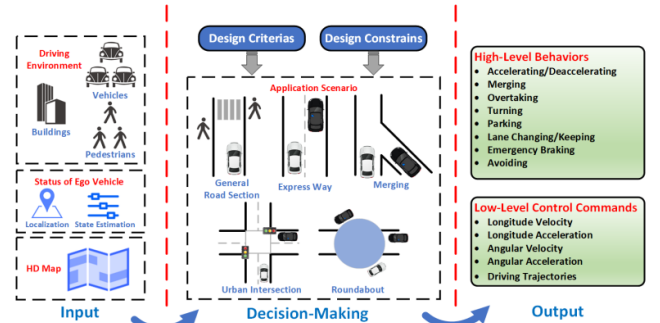 Driving
Environment
Vehicles
Buildings
Pedestrians
Status of Ego Vehicle
Localization
State Estimation
HD Map
Input
Design Criterias
Design Constrains
Application Scenario
General
Road Section
Express Way
Merging
Urban Intersection
Roundabout
Decision-Making
High-Level Behaviors
• Accelerating/Deaccelerating
• Merging
• Overtaking
• Turning
• Parking
• Lane Changing/Keeping
• Emergency Braking
• Avoiding
Low-Level Control Commands
• Longitude Velocity
• Longitude Acceleration
• Angular Velocity
• Angular Acceleration
• Driving Trajectories
Output